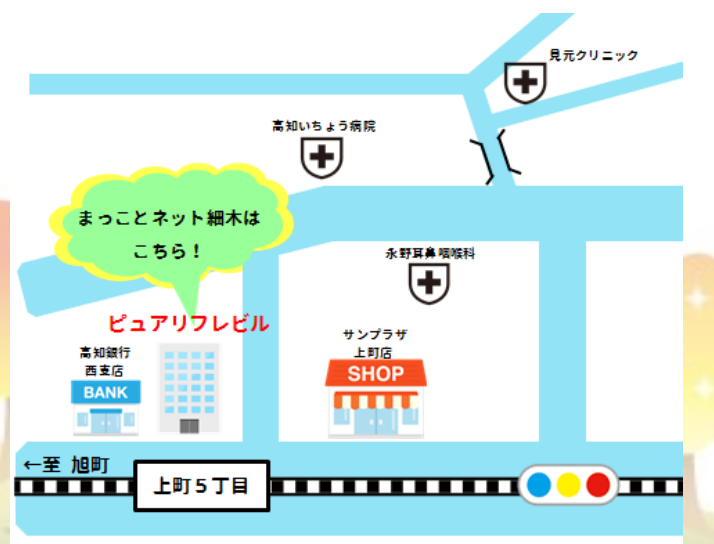 見元クリニック
高知いちょう病院
まっことネット細木は
こちら！
永野耳鼻咽喉科
ピュアリフレビル
サンプラザ
上町店
高知銀行
西支店
SHOP
BANK
←至 旭町
上町５丁目